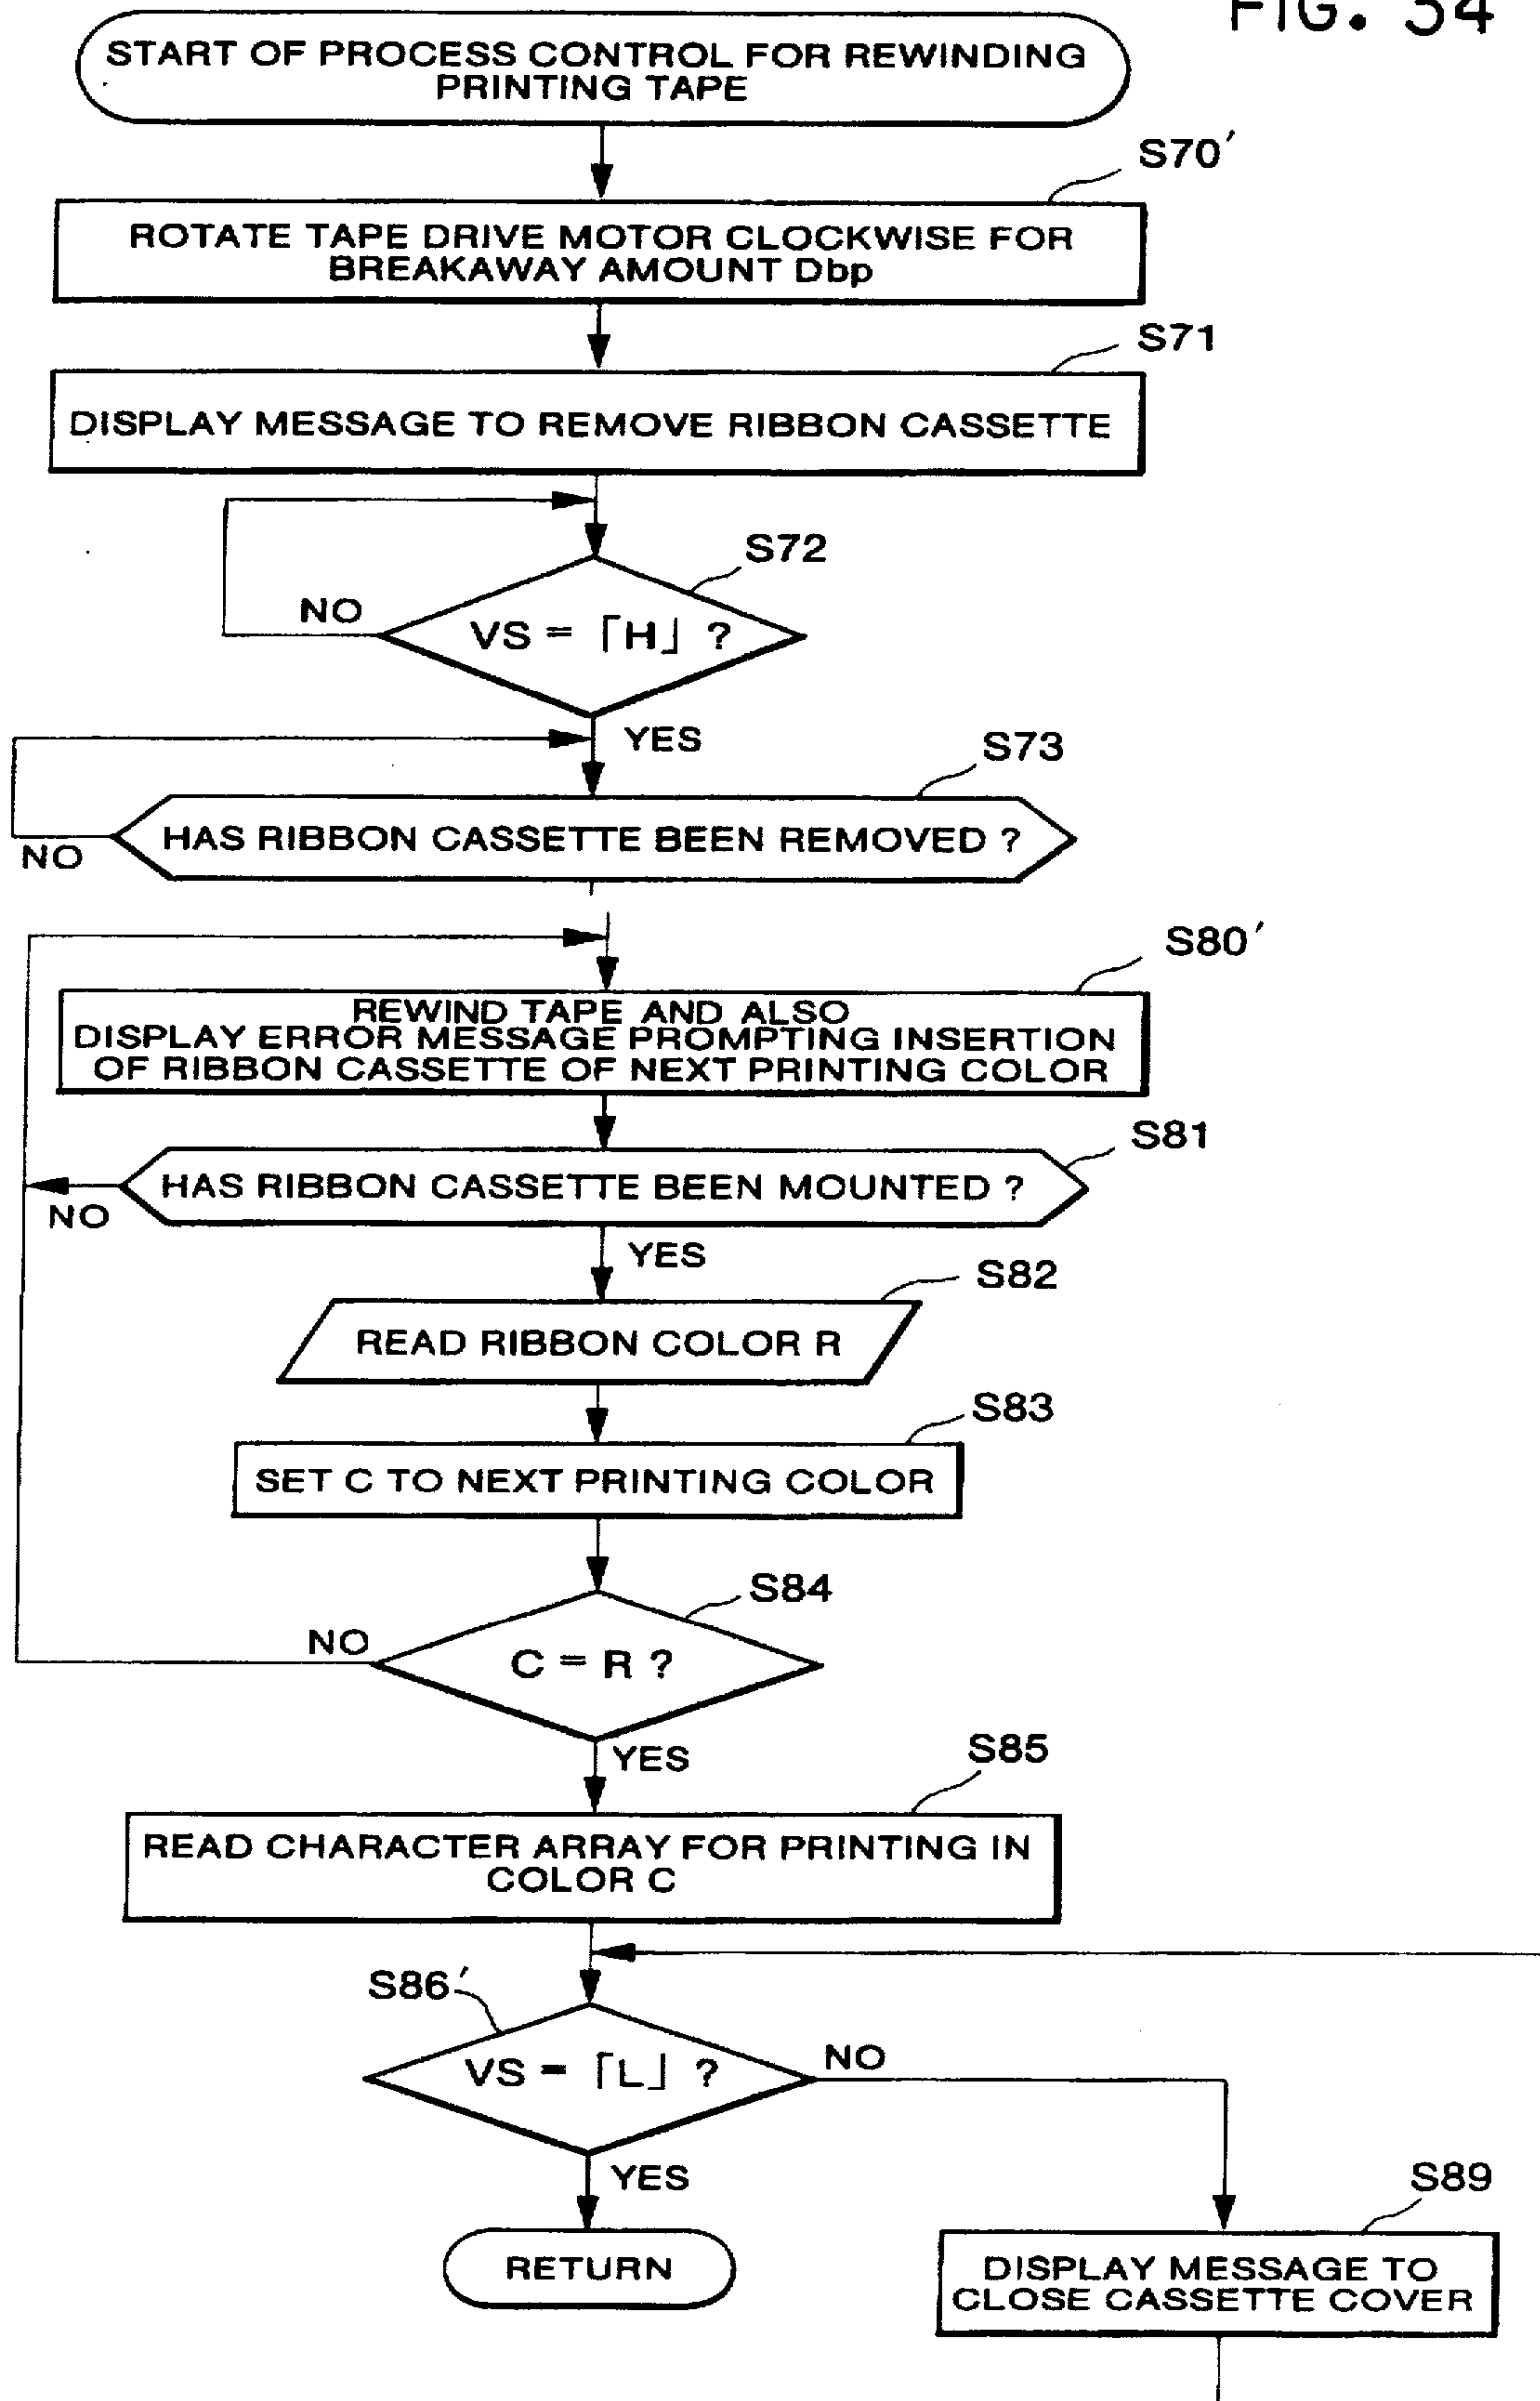 FIG. 34
START OF PROCESS CONTROL FOR REWINDING
PRINTING TAPE
S70′
ROTATE TAPE DRIVE MOTOR CLOCKWISE FOR
BREAKAWAY AMOUNT Dbp
S71
DISPLAY MESSAGE TO REMOVE RIBBON CASSETTE
S72
NO
VS = ｢H｣ ?
YES
S73
HAS RIBBON CASSETTE BEEN REMOVED ?
NO
S80′
REWIND TAPE AND ALSO
DISPLAY ERROR MESSAGE PROMPTING INSERTION
OF RIBBON CASSETTE OF NEXT PRINTING COLOR
S81
HAS RIBBON CASSETTE BEEN MOUNTED ?
NO
YES
S82
READ RIBBON COLOR R
S83
SET C TO NEXT PRINTING COLOR
S84
NO
C = R ?
YES
S85
READ CHARACTER ARRAY FOR PRINTING IN
COLOR C
S86′
VS = ｢L｣ ?
NO
YES
S89
RETURN
DISPLAY MESSAGE TO
CLOSE CASSETTE COVER